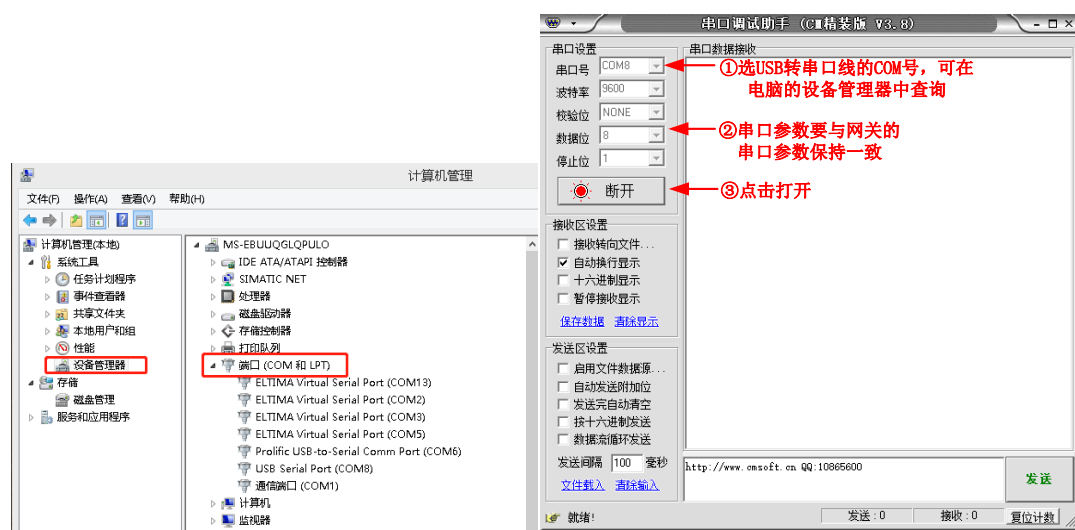 计算机管理
文件(F) 操作(A) 查看(V) 帮助(H)
计算机管理(本地)
系统工具
任务计划程序
事件查看器
共享文件夹
本地用户和组
性能
设备管理器
存储
磁盘管理
服务和应用程序
MS-EBUUQGLQPULO
IDE ATA/ATAPI 控制器
SIMATIC NET
处理器
磁盘驱动器
存储控制器
打印队列
端口 (COM 和 LPT)
ELTIMA Virtual Serial Port (COM13)
ELTIMA Virtual Serial Port (COM2)
ELTIMA Virtual Serial Port (COM3)
ELTIMA Virtual Serial Port (COM5)
Prolific USB-to-Serial Comm Port (COM6)
USB Serial Port (COM8)
通信端口 (COM1)
计算机
监视器
串口调试助手 (CM精装版 V3.8)
串口设置
串口号 COM8
波特率 9600
校验位 NONE
数据位 8
停止位 1
断开
接收区设置
接收转向文件...
自动换行显示
十六进制显示
暂停接收显示
保存数据 清除显示
发送区设置
启用文件数据源...
自动发送附加位
发送完自动清空
按十六进制发送
数据流循环发送
发送间隔 100 毫秒
文件载入 清除输入
串口数据接收
①选USB转串口线的COM号，可在
电脑的设备管理器中查询
②串口参数要与网关的
串口参数保持一致
③点击打开
http://www.cmsoft.cn QQ:10865600
发送
就绪!
发送:0
接收:0
复位计数